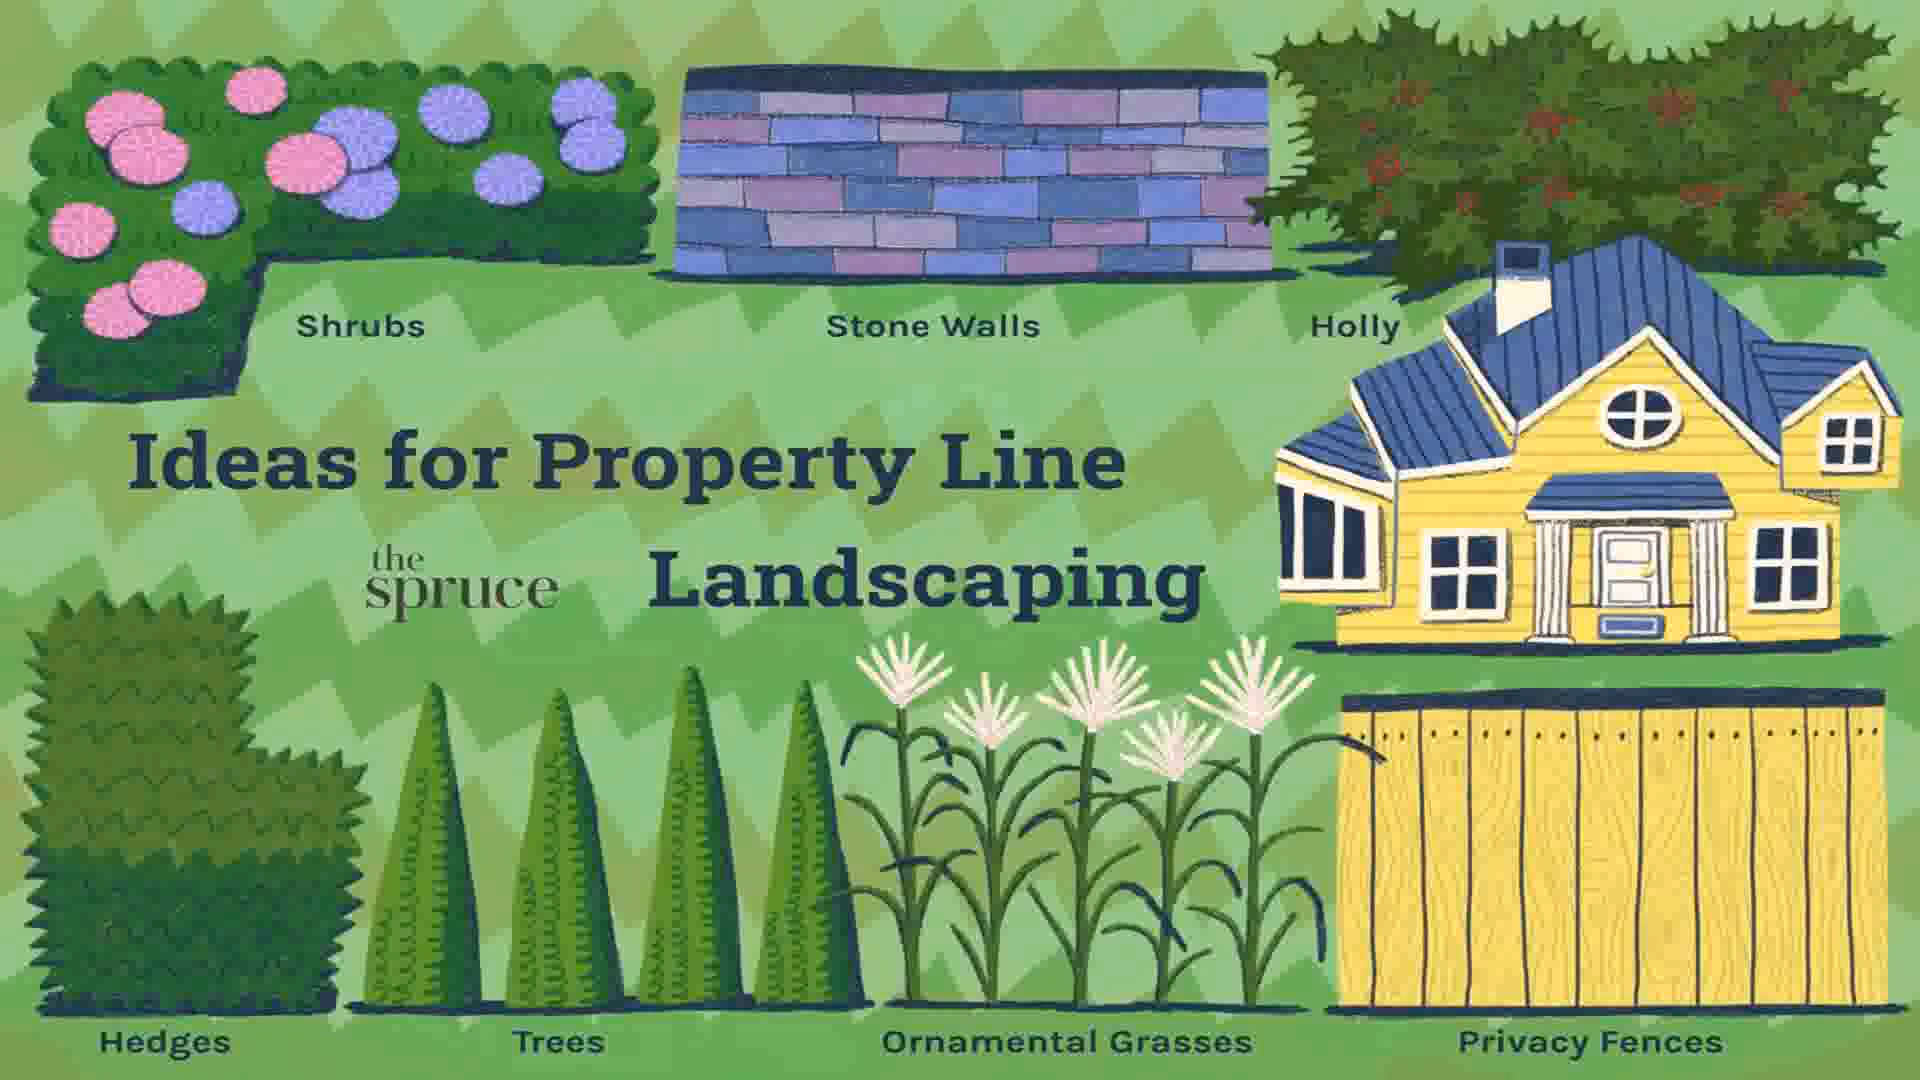 Shrubs
Stone Walls
Holly
Ideas for Property Line
the
spruce
Landscaping
Hedges
Trees
Ornamental Grasses
Privacy Fences